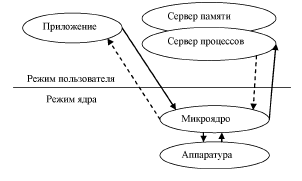 Сервер памяти
Приложение
Сервер процессов
Режим пользователя
Режим ядра
Микроядро
Аппаратура